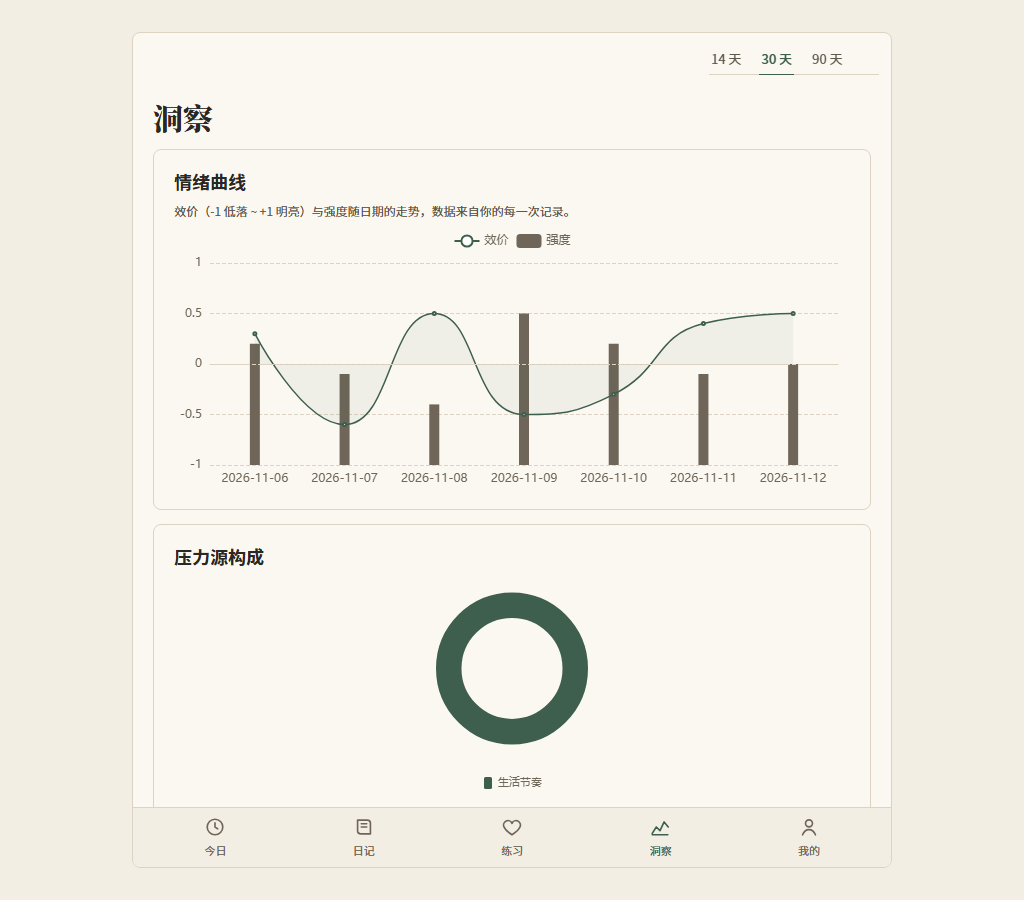 14 天 30 天 90 天
洞察
情绪曲线
效价（-1 低落 ~ +1 明亮）与强度随日期的走势，数据来自你的每一次记录。
效价 强度
1
0.5
0
-0.5
-1
2026-11-06 2026-11-07 2026-11-08 2026-11-09 2026-11-10 2026-11-11 2026-11-12
压力源构成
生活节奏
今日 日记 练习 洞察 我的